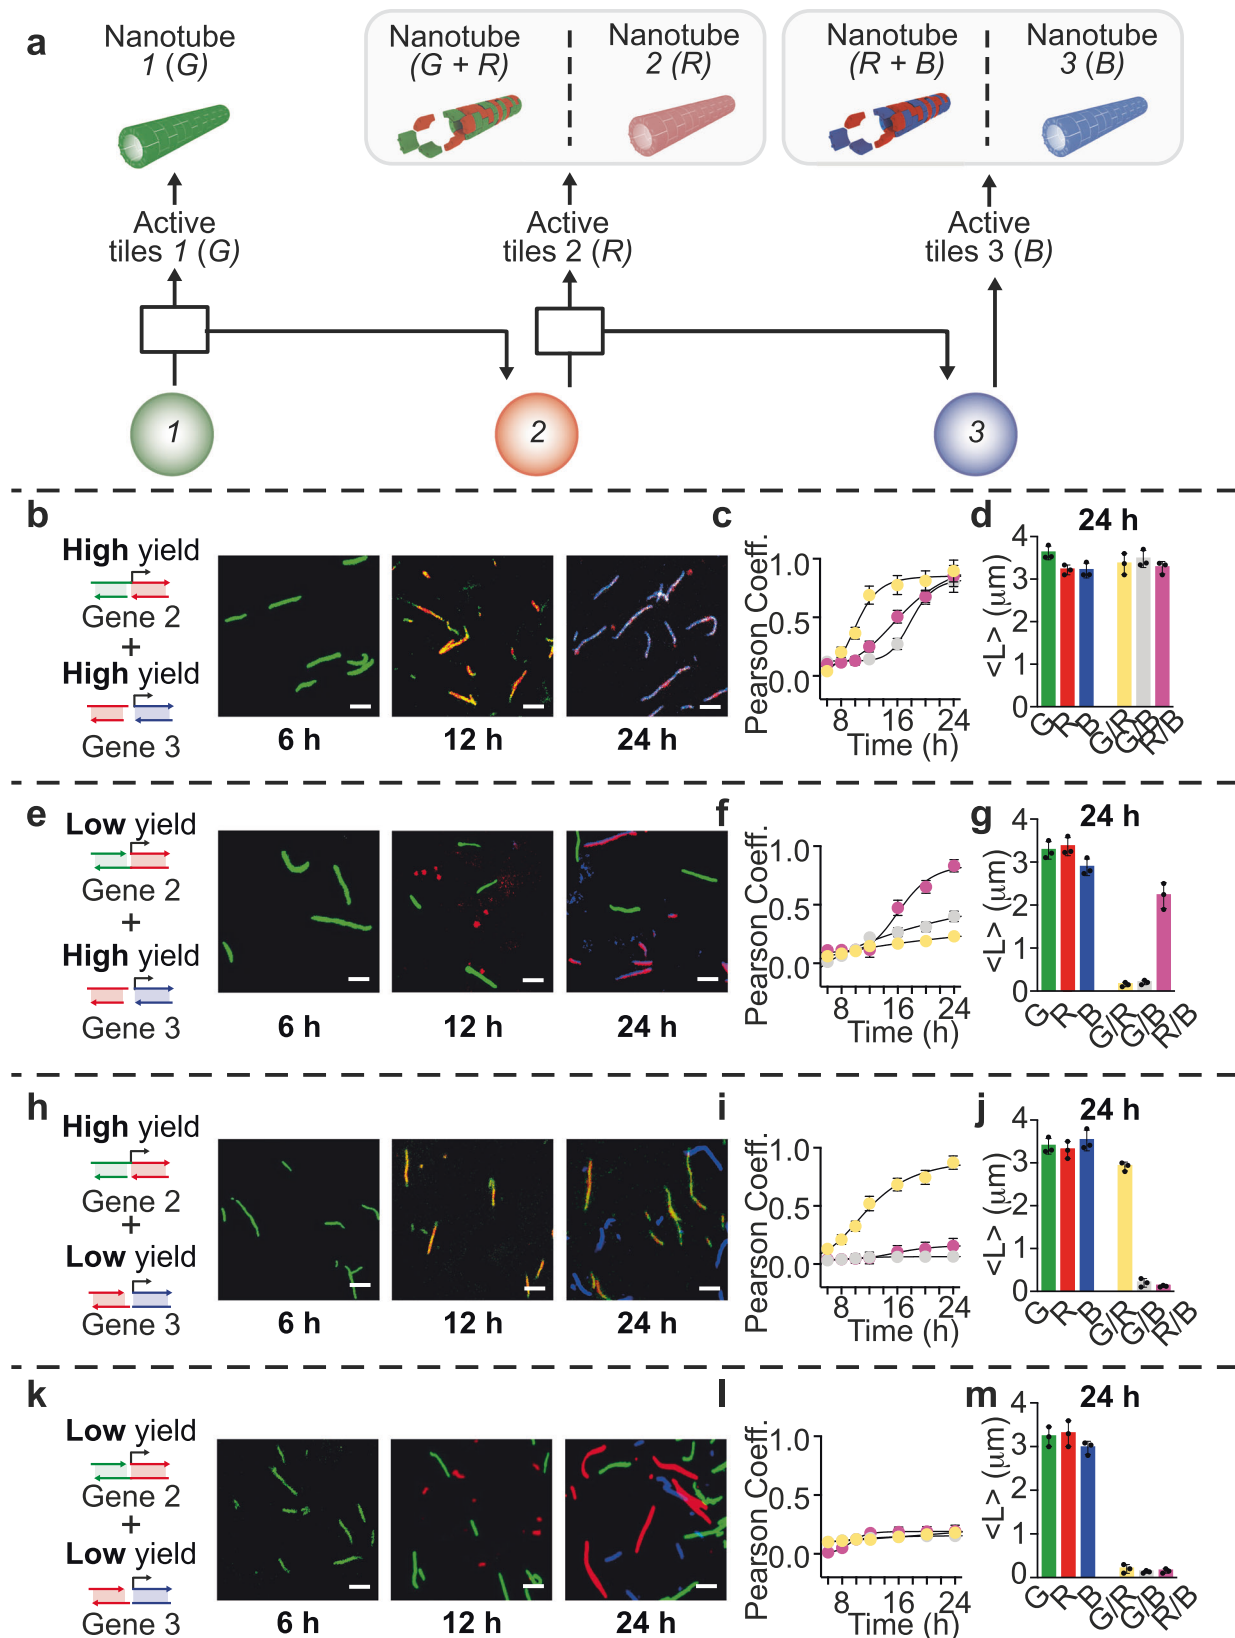 a
Nanotube
1 (G)
Nanotube
(G + R)
Nanotube
2 (R)
Nanotube
(R + B)
Nanotube
3 (B)
Active
tiles 1 (G)
Active
tiles 2 (R)
Active
tiles 3 (B)
1
2
3
b
High yield
Gene 2
+
High yield
Gene 3
6 h
12 h
24 h
c
Pearson Coeff.
1.0
0.5
0.0
8
16
24
Time (h)
d
24 h
<L> (μm)
4
3
2
1
0
G
R
B
G/R
G/B
R/B
e
Low yield
Gene 2
+
High yield
Gene 3
6 h
12 h
24 h
f
Pearson Coeff.
1.0
0.5
0.0
8
16
24
Time (h)
g
24 h
<L> (μm)
4
3
2
1
0
G
R
B
G/R
G/B
R/B
h
High yield
Gene 2
+
Low yield
Gene 3
6 h
12 h
24 h
i
Pearson Coeff.
1.0
0.5
0.0
8
16
24
Time (h)
j
24 h
<L> (μm)
4
3
2
1
0
G
R
B
G/R
G/B
R/B
k
Low yield
Gene 2
+
Low yield
Gene 3
6 h
12 h
24 h
l
Pearson Coeff.
1.0
0.5
0.0
8
16
24
Time (h)
m
24 h
<L> (μm)
4
3
2
1
0
G
R
B
G/R
G/B
R/B